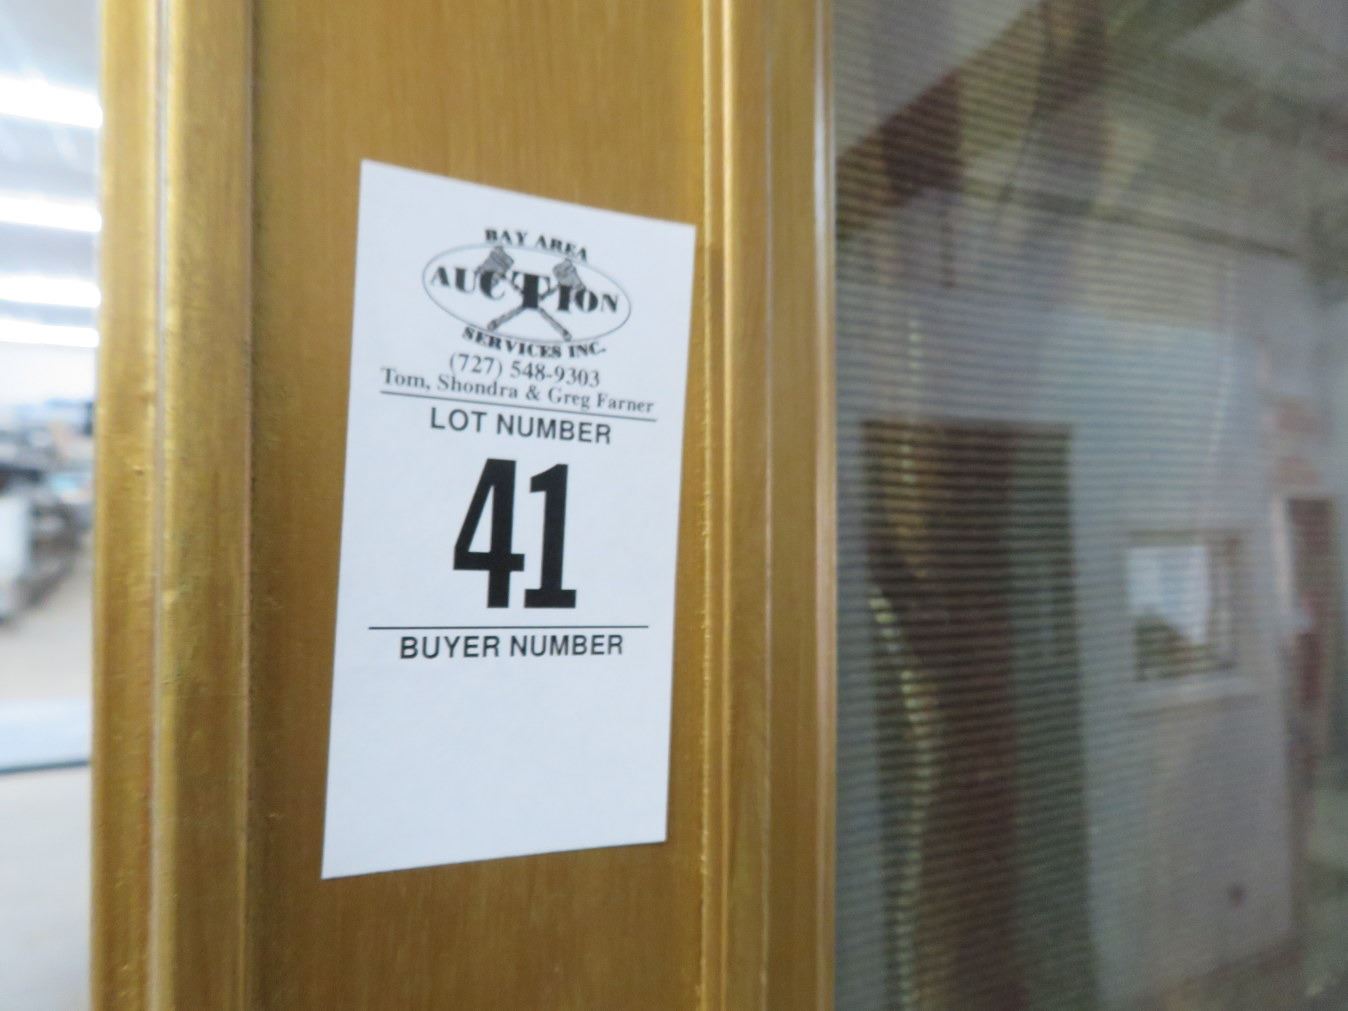 BAY AREA
AUCTION
SERVICES INC.
(727) 548-9303
Tom, Shondra & Greg Farner
LOT NUMBER
41
BUYER NUMBER